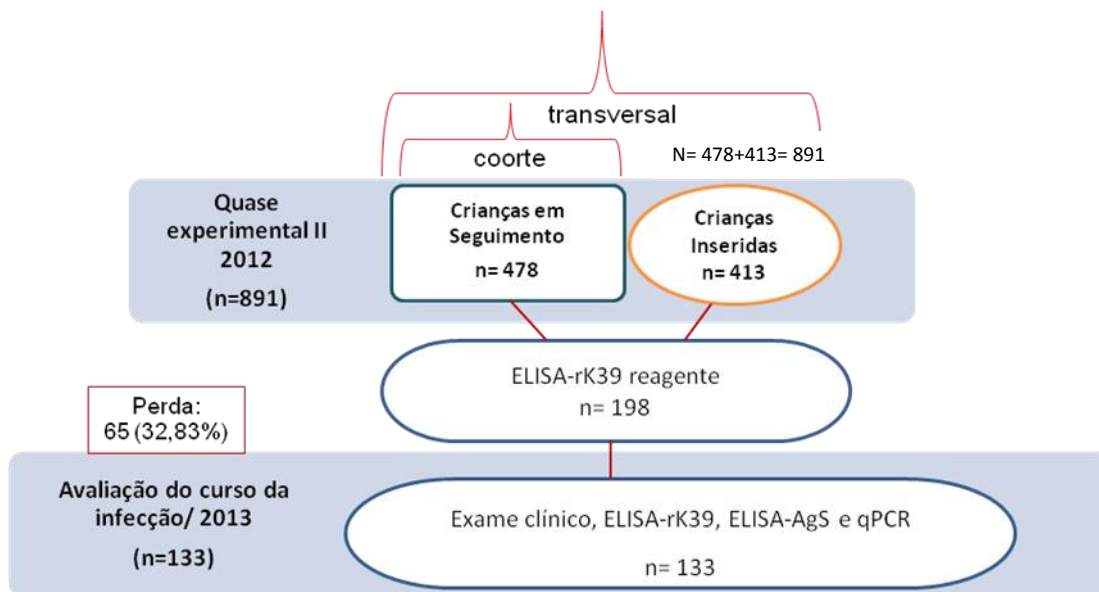 transversal
coorte
N= 478+413= 891
Quase
experimental II
2012
(n=891)
Crianças em
Seguimento
n= 478
Crianças
Inseridas
n= 413
ELISA-rK39 reagente
n= 198
Perda:
65 (32,83%)
Avaliação do curso da
infecção/ 2013
(n=133)
Exame clínico, ELISA-rK39, ELISA-AgS e qPCR
n= 133